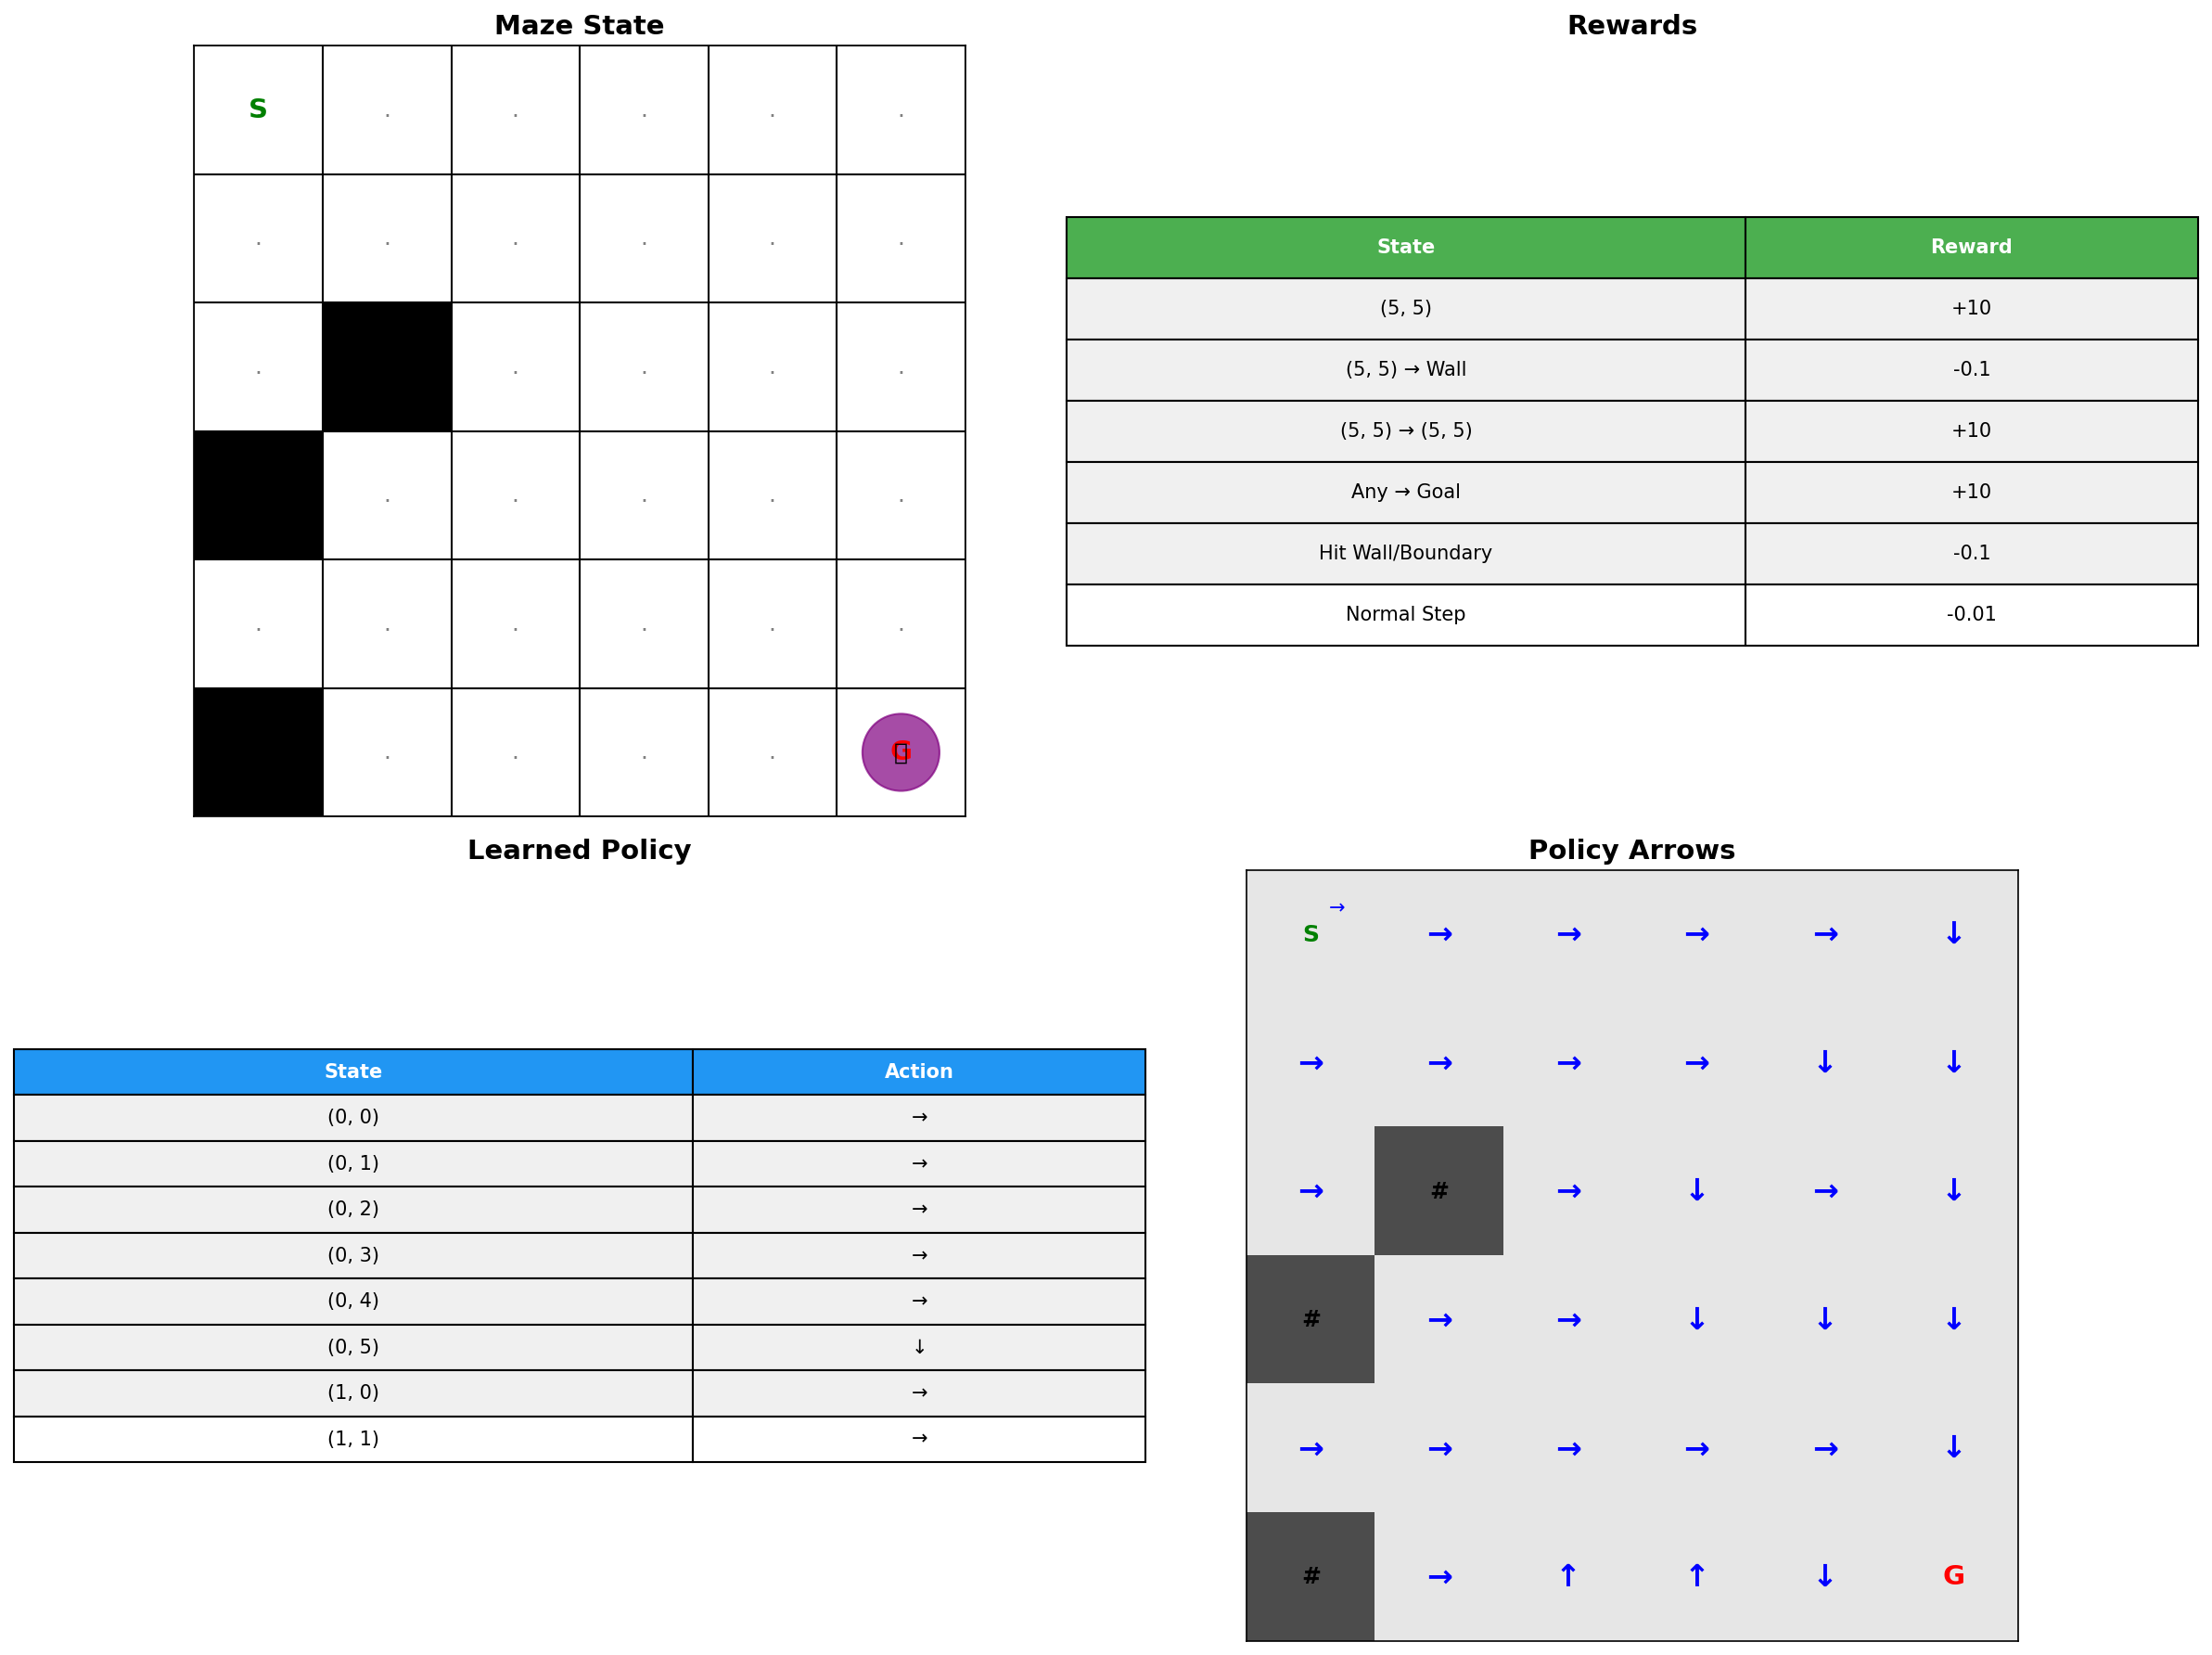 Maze State
S . . . . .
. . . . . .
. . . . .
. . . . .
. . . . . .
. . . . G
Rewards
State Reward
(5, 5) +10
(5, 5) → Wall -0.1
(5, 5) → (5, 5) +10
Any → Goal +10
Hit Wall/Boundary -0.1
Normal Step -0.01
Learned Policy
State Action
(0, 0) →
(0, 1) →
(0, 2) →
(0, 3) →
(0, 4) →
(0, 5) ↓
(1, 0) →
(1, 1) →
Policy Arrows
S → → → → → ↓
→ → → → ↓ ↓
→ # → ↓ → ↓
# → → ↓ ↓ ↓
→ → → → → ↓
# → ↑ ↑ ↓ G